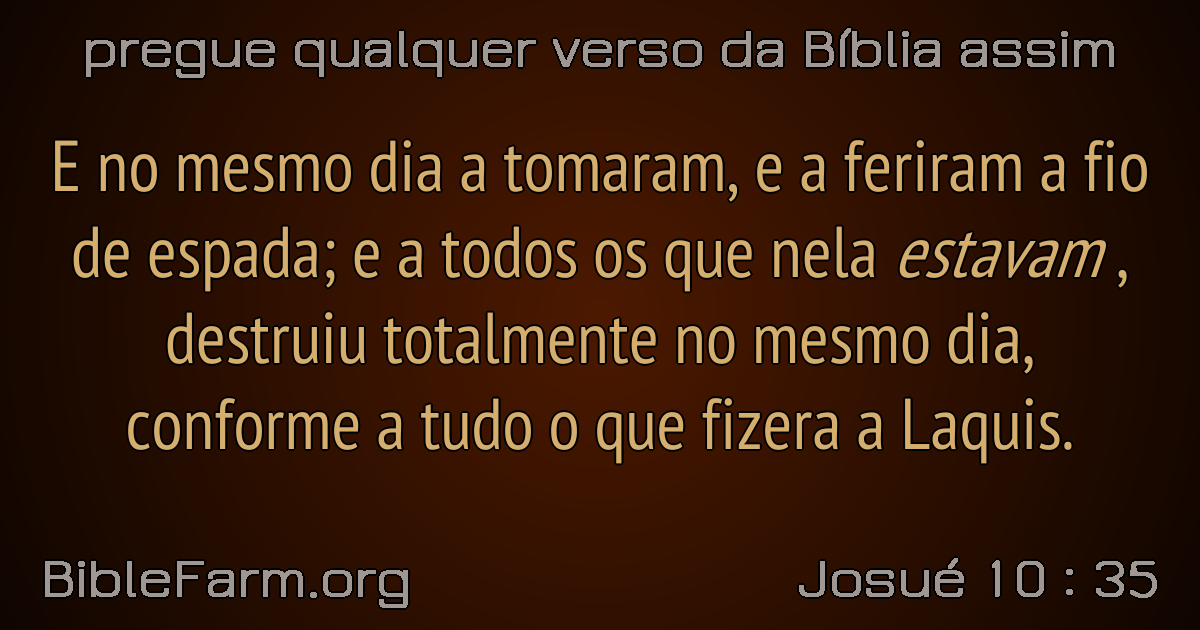 pregue qualquer verso da Bíblia assim
E no mesmo dia a tomaram, e a feriram a fio
de espada; e a todos os que nela estavam ,
destruiu totalmente no mesmo dia,
conforme a tudo o que fizera a Laquis.
BibleFarm.org
Josué 10 : 35